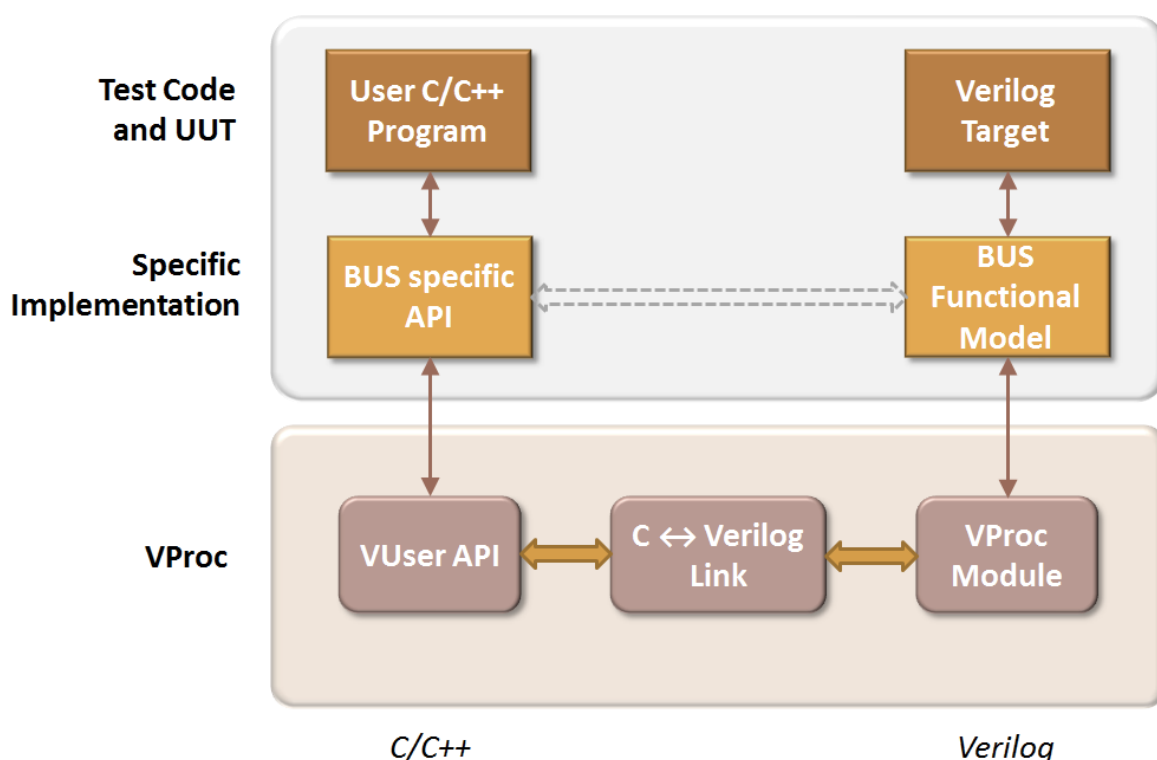 Test Code
and UUT
User C/C++
Program
Verilog
Target
Specific
Implementation
BUS specific
API
BUS
Functional
Model
VProc
VUser API
C ↔ Verilog
Link
VProc
Module
C/C++
Verilog